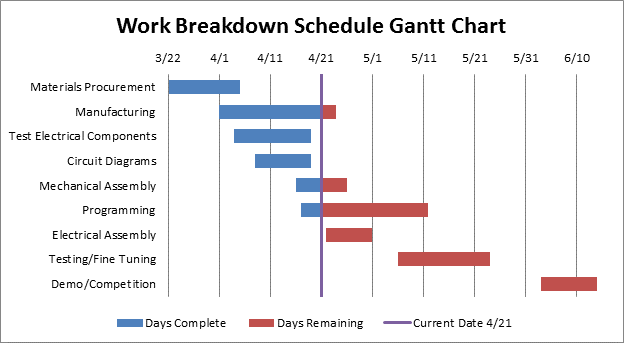 Work Breakdown Schedule Gantt Chart
3/22 4/1 4/11 4/21 5/1 5/11 5/21 5/31 6/10
Materials Procurement
Manufacturing
Test Electrical Components
Circuit Diagrams
Mechanical Assembly
Programming
Electrical Assembly
Testing/Fine Tuning
Demo/Competition
Days Complete Days Remaining Current Date 4/21